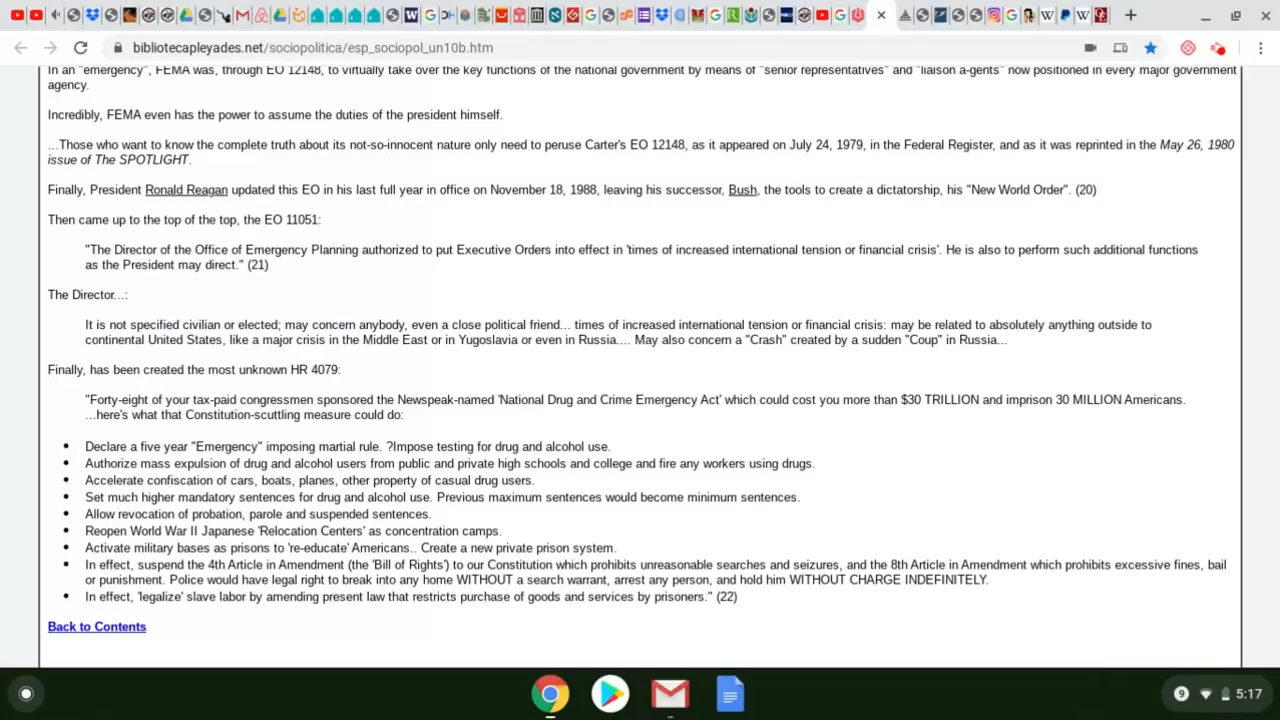 bibliotecapleyades.net/sociopolitica/esp_sociopol_un10b.htm
In an "emergency", FEMA was, through EO 12148, to virtually take over the key functions of the national government by means of "senior representatives" and "liaison a-gents" now positioned in every major government
agency.
Incredibly, FEMA even has the power to assume the duties of the president himself.
...Those who want to know the complete truth about its not-so-innocent nature only need to peruse Carter's EO 12148, as it appeared on July 24, 1979, in the Federal Register, and as it was reprinted in the May 26, 1980
issue of The SPOTLIGHT.
Finally, President Ronald Reagan updated this EO in his last full year in office on November 18, 1988, leaving his successor, Bush, the tools to create a dictatorship, his "New World Order". (20)
Then came up to the top of the top, the EO 11051:
"The Director of the Office of Emergency Planning authorized to put Executive Orders into effect in 'times of increased international tension or financial crisis'. He is also to perform such additional functions
as the President may direct." (21)
The Director...:
It is not specified civilian or elected; may concern anybody, even a close political friend... times of increased international tension or financial crisis: may be related to absolutely anything outside to
continental United States, like a major crisis in the Middle East or in Yugoslavia or even in Russia.... May also concern a "Crash" created by a sudden "Coup" in Russia...
Finally, has been created the most unknown HR 4079:
"Forty-eight of your tax-paid congressmen sponsored the Newspeak-named 'National Drug and Crime Emergency Act' which could cost you more than $30 TRILLION and imprison 30 MILLION Americans.
...here's what that Constitution-scuttling measure could do:
• Declare a five year "Emergency" imposing martial rule. ?Impose testing for drug and alcohol use.
• Authorize mass expulsion of drug and alcohol users from public and private high schools and college and fire any workers using drugs.
• Accelerate confiscation of cars, boats, planes, other property of casual drug users.
• Set much higher mandatory sentences for drug and alcohol use. Previous maximum sentences would become minimum sentences.
• Allow revocation of probation, parole and suspended sentences.
• Reopen World War II Japanese 'Relocation Centers' as concentration camps.
• Activate military bases as prisons to 're-educate' Americans.. Create a new private prison system.
• In effect, suspend the 4th Article in Amendment (the 'Bill of Rights') to our Constitution which prohibits unreasonable searches and seizures, and the 8th Article in Amendment which prohibits excessive fines, bail
or punishment. Police would have legal right to break into any home WITHOUT a search warrant, arrest any person, and hold him WITHOUT CHARGE INDEFINITELY.
• In effect, 'legalize' slave labor by amending present law that restricts purchase of goods and services by prisoners." (22)
Back to Contents
9
5:17